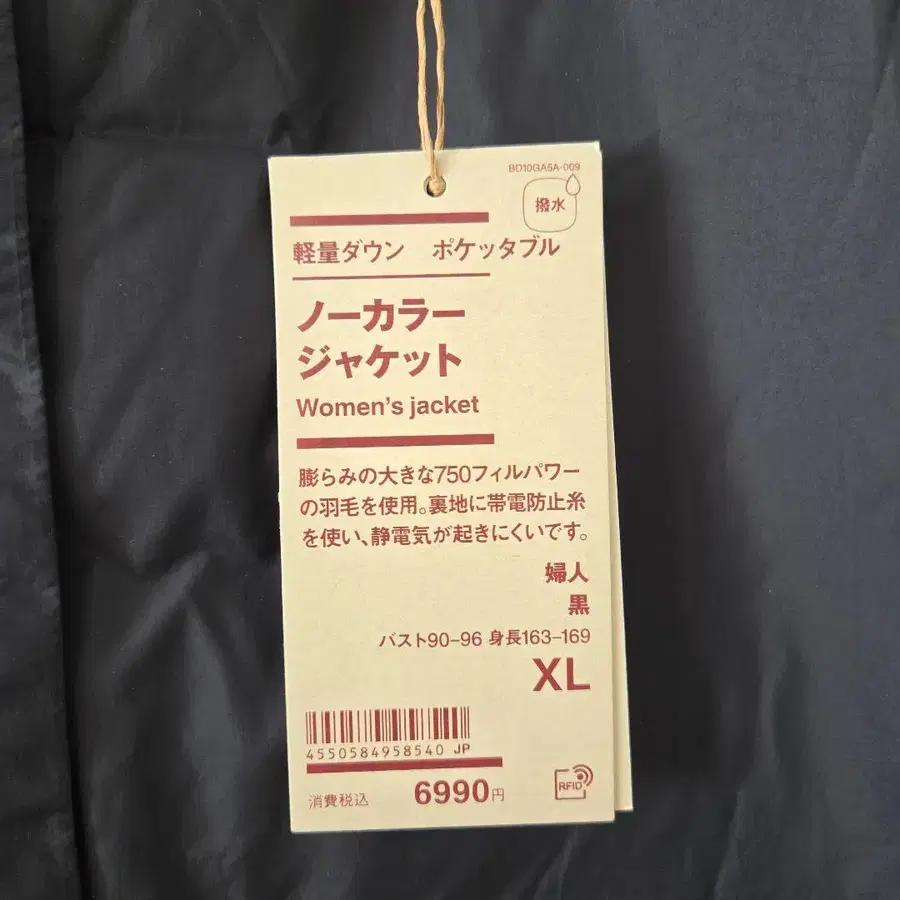 BD10GA5A-009
撥水
軽量ダウン ポケッタブル
ノーカラー
ジャケット
Women's jacket
膨らみの大きな750フィルパワー
の羽毛を使用。裏地に帯電防止糸
を使い、静電気が起きにくいです。
婦人
黒
バスト90-96 身長163-169
XL
4550584958540 JP
消費税込 6990円
RFID